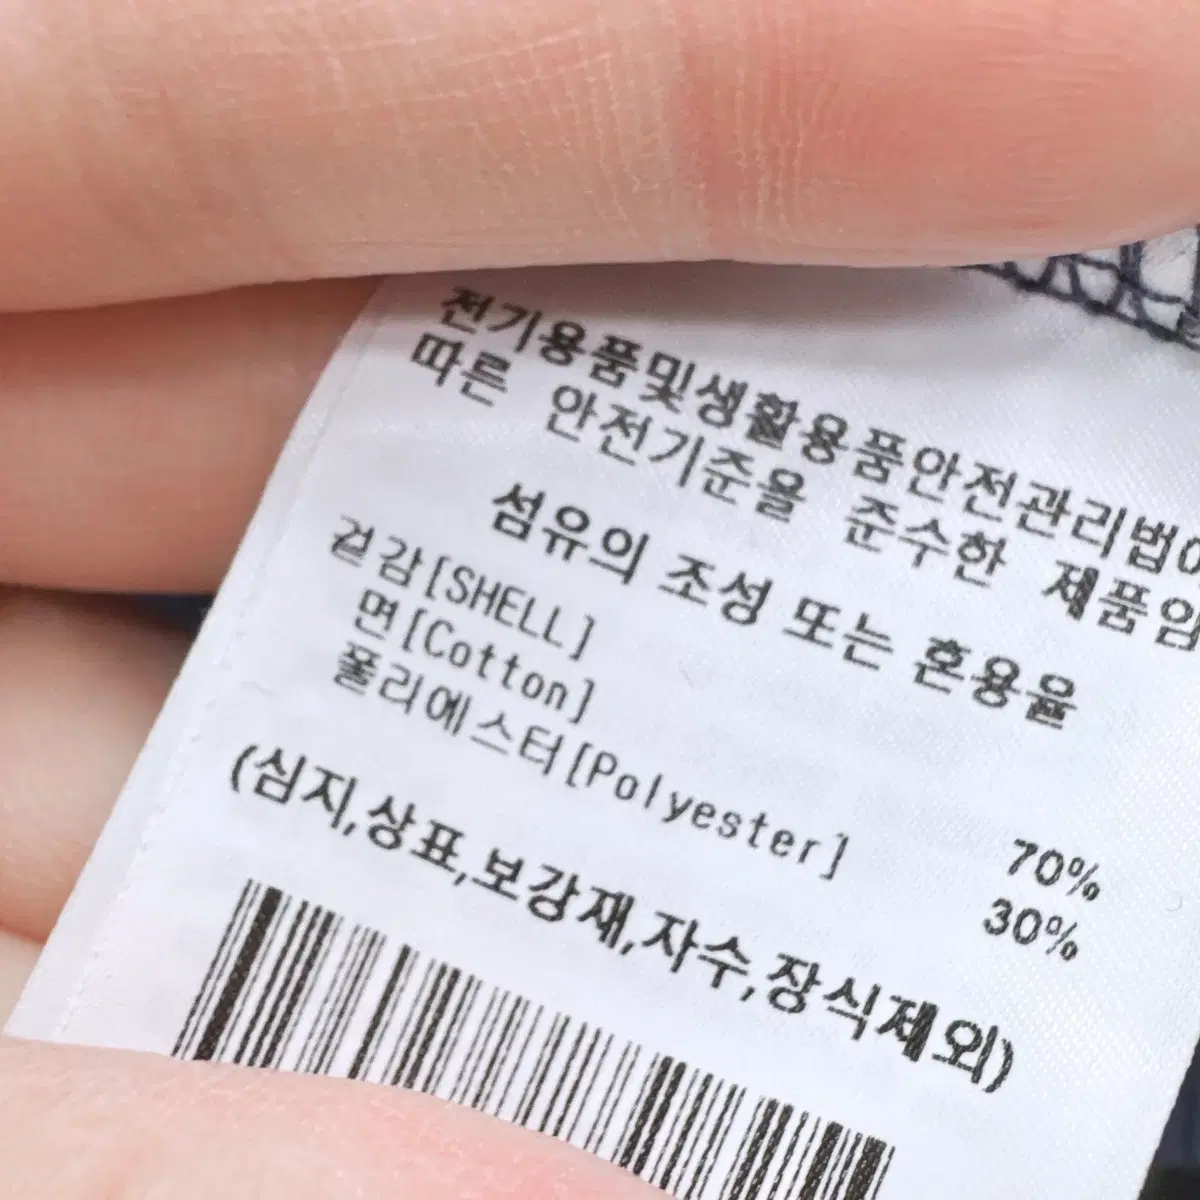 전기용품및생활용품안전관리법에
따른 안전기준을 준수한 제품임
섬유의 조성 또는 혼용율
겉감[SHELL]
면[Cotton] 70%
폴리에스터[Polyester] 30%
(심지,상표,보강재,자수,장식제외)